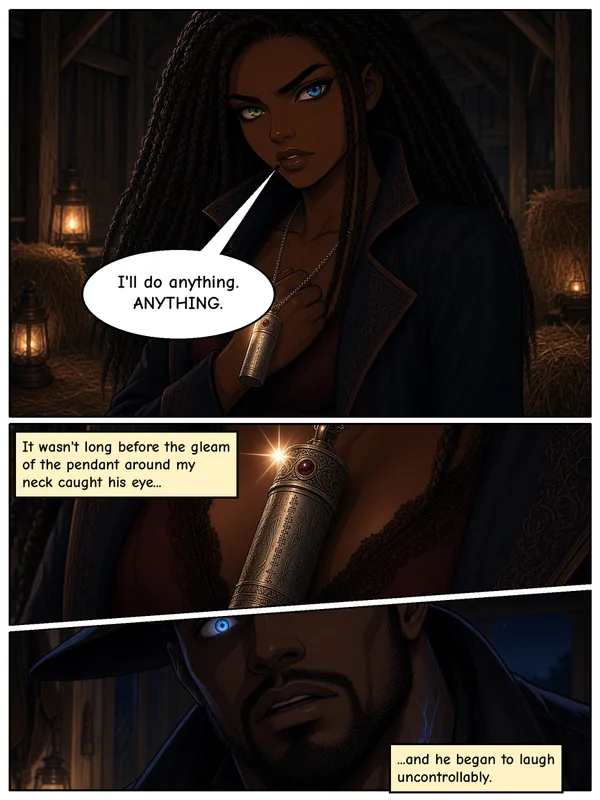 I'll do anything.
ANYTHING.
It wasn't long before the gleam
of the pendant around my
neck caught his eye...
...and he began to laugh
uncontrollably.